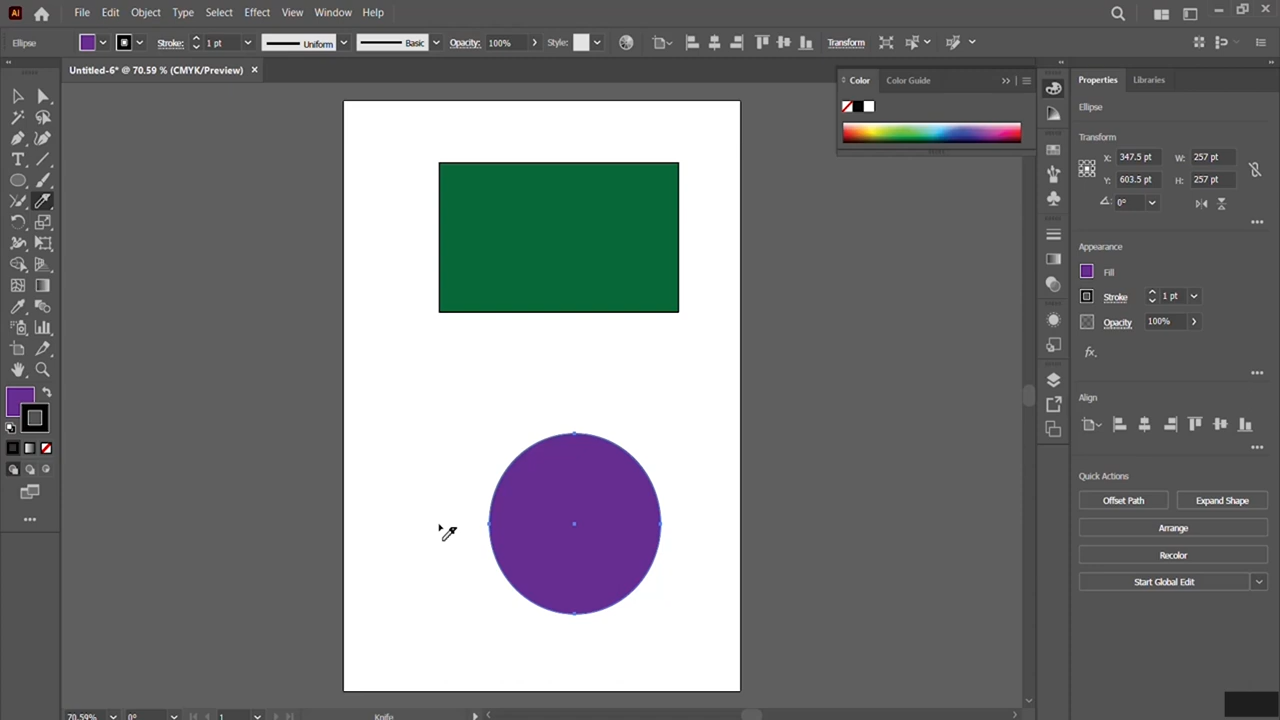 Ai File Edit Object Type Select Effect View Window Help
Ellipse Stroke: 1 pt Uniform Basic Opacity: 100% Style: Transform
Untitled-6* @ 70.59 % (CMYK/Preview)
Color Color Guide
Properties Libraries
Ellipse
Transform
X: 347.5 pt W: 257 pt
Y: 603.5 pt H: 257 pt
0°
Appearance
Fill
Stroke 1 pt
Opacity 100%
fx.
Align
Quick Actions
Offset Path Expand Shape
Arrange
Recolor
Start Global Edit
70.59% 0° 1 Knife